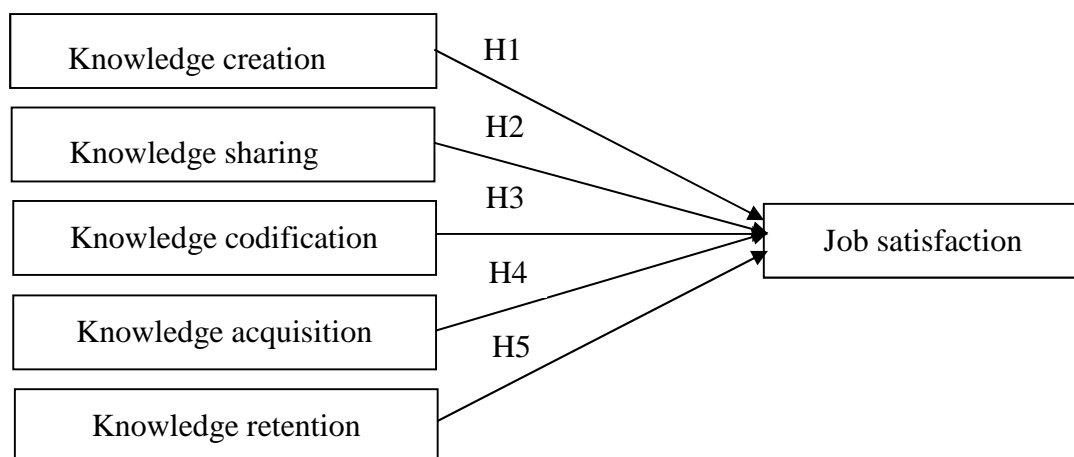 Knowledge creation
H1
Knowledge sharing
H2
Knowledge codification
H3
Knowledge acquisition
H4
Knowledge retention
H5
Job satisfaction